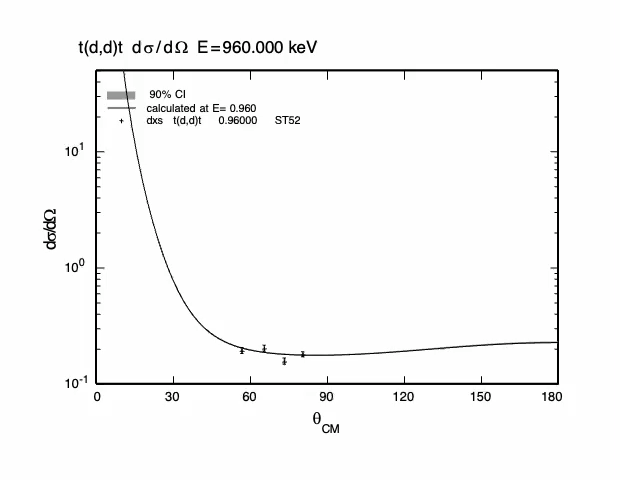 t(d,d)t dσ/dΩ E=960.000 keV
90% CI
calculated at E= 0.960
dxs t(d,d)t 0.96000 ST52
10¹
10⁰
10⁻¹
dσ/dΩ
0 30 60 90 120 150 180
θCM